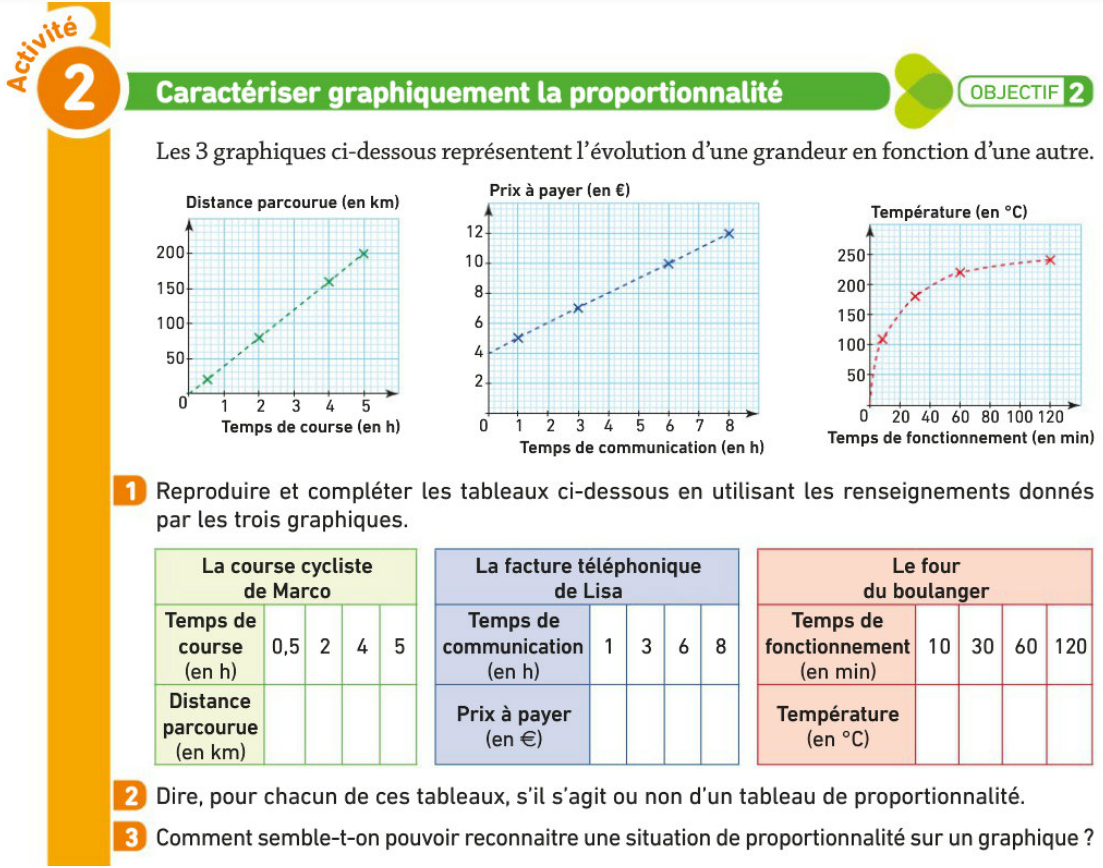 Activité
2
Caractériser graphiquement la proportionnalité
OBJECTIF 2
Les 3 graphiques ci-dessous représentent l'évolution d'une grandeur en fonction d'une autre.
Distance parcourue (en km)
200
150
100
50
0 1 2 3 4 5
Temps de course (en h)
Prix à payer (en €)
12
10
8
6
4
2
0 1 2 3 4 5 6 7 8
Temps de communication (en h)
Température (en °C)
250
200
150
100
50
0 20 40 60 80 100 120
Temps de fonctionnement (en min)
1 Reproduire et compléter les tableaux ci-dessous en utilisant les renseignements donnés
par les trois graphiques.
La course cycliste
de Marco
Temps de
course 0,5 2 4 5
(en h)
Distance
parcourue
(en km)
La facture téléphonique
de Lisa
Temps de
communication 1 3 6 8
(en h)
Prix à payer
(en €)
Le four
du boulanger
Temps de
fonctionnement 10 30 60 120
(en min)
Température
(en °C)
2 Dire, pour chacun de ces tableaux, s'il s'agit ou non d'un tableau de proportionnalité.
3 Comment semble-t-on pouvoir reconnaitre une situation de proportionnalité sur un graphique ?